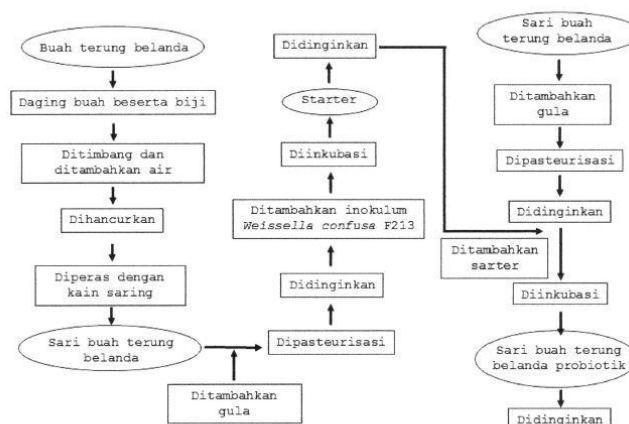 Buah terung belanda
Daging buah beserta biji
Ditimbang dan
ditambahkan air
Dihancurkan
Diperas dengan
kain saring
Sari buah terung
belanda
Ditambahkan
gula
Dipasteurisasi
Didinginkan
Ditambahkan inokulum
Weissella confusa F213
Diinkubasi
Starter
Didinginkan
Sari buah
terung belanda
Ditambahkan
gula
Dipasteurisasi
Didinginkan
Ditambahkan
sarter
Diinkubasi
Sari buah terung
belanda probiotik
Didinginkan